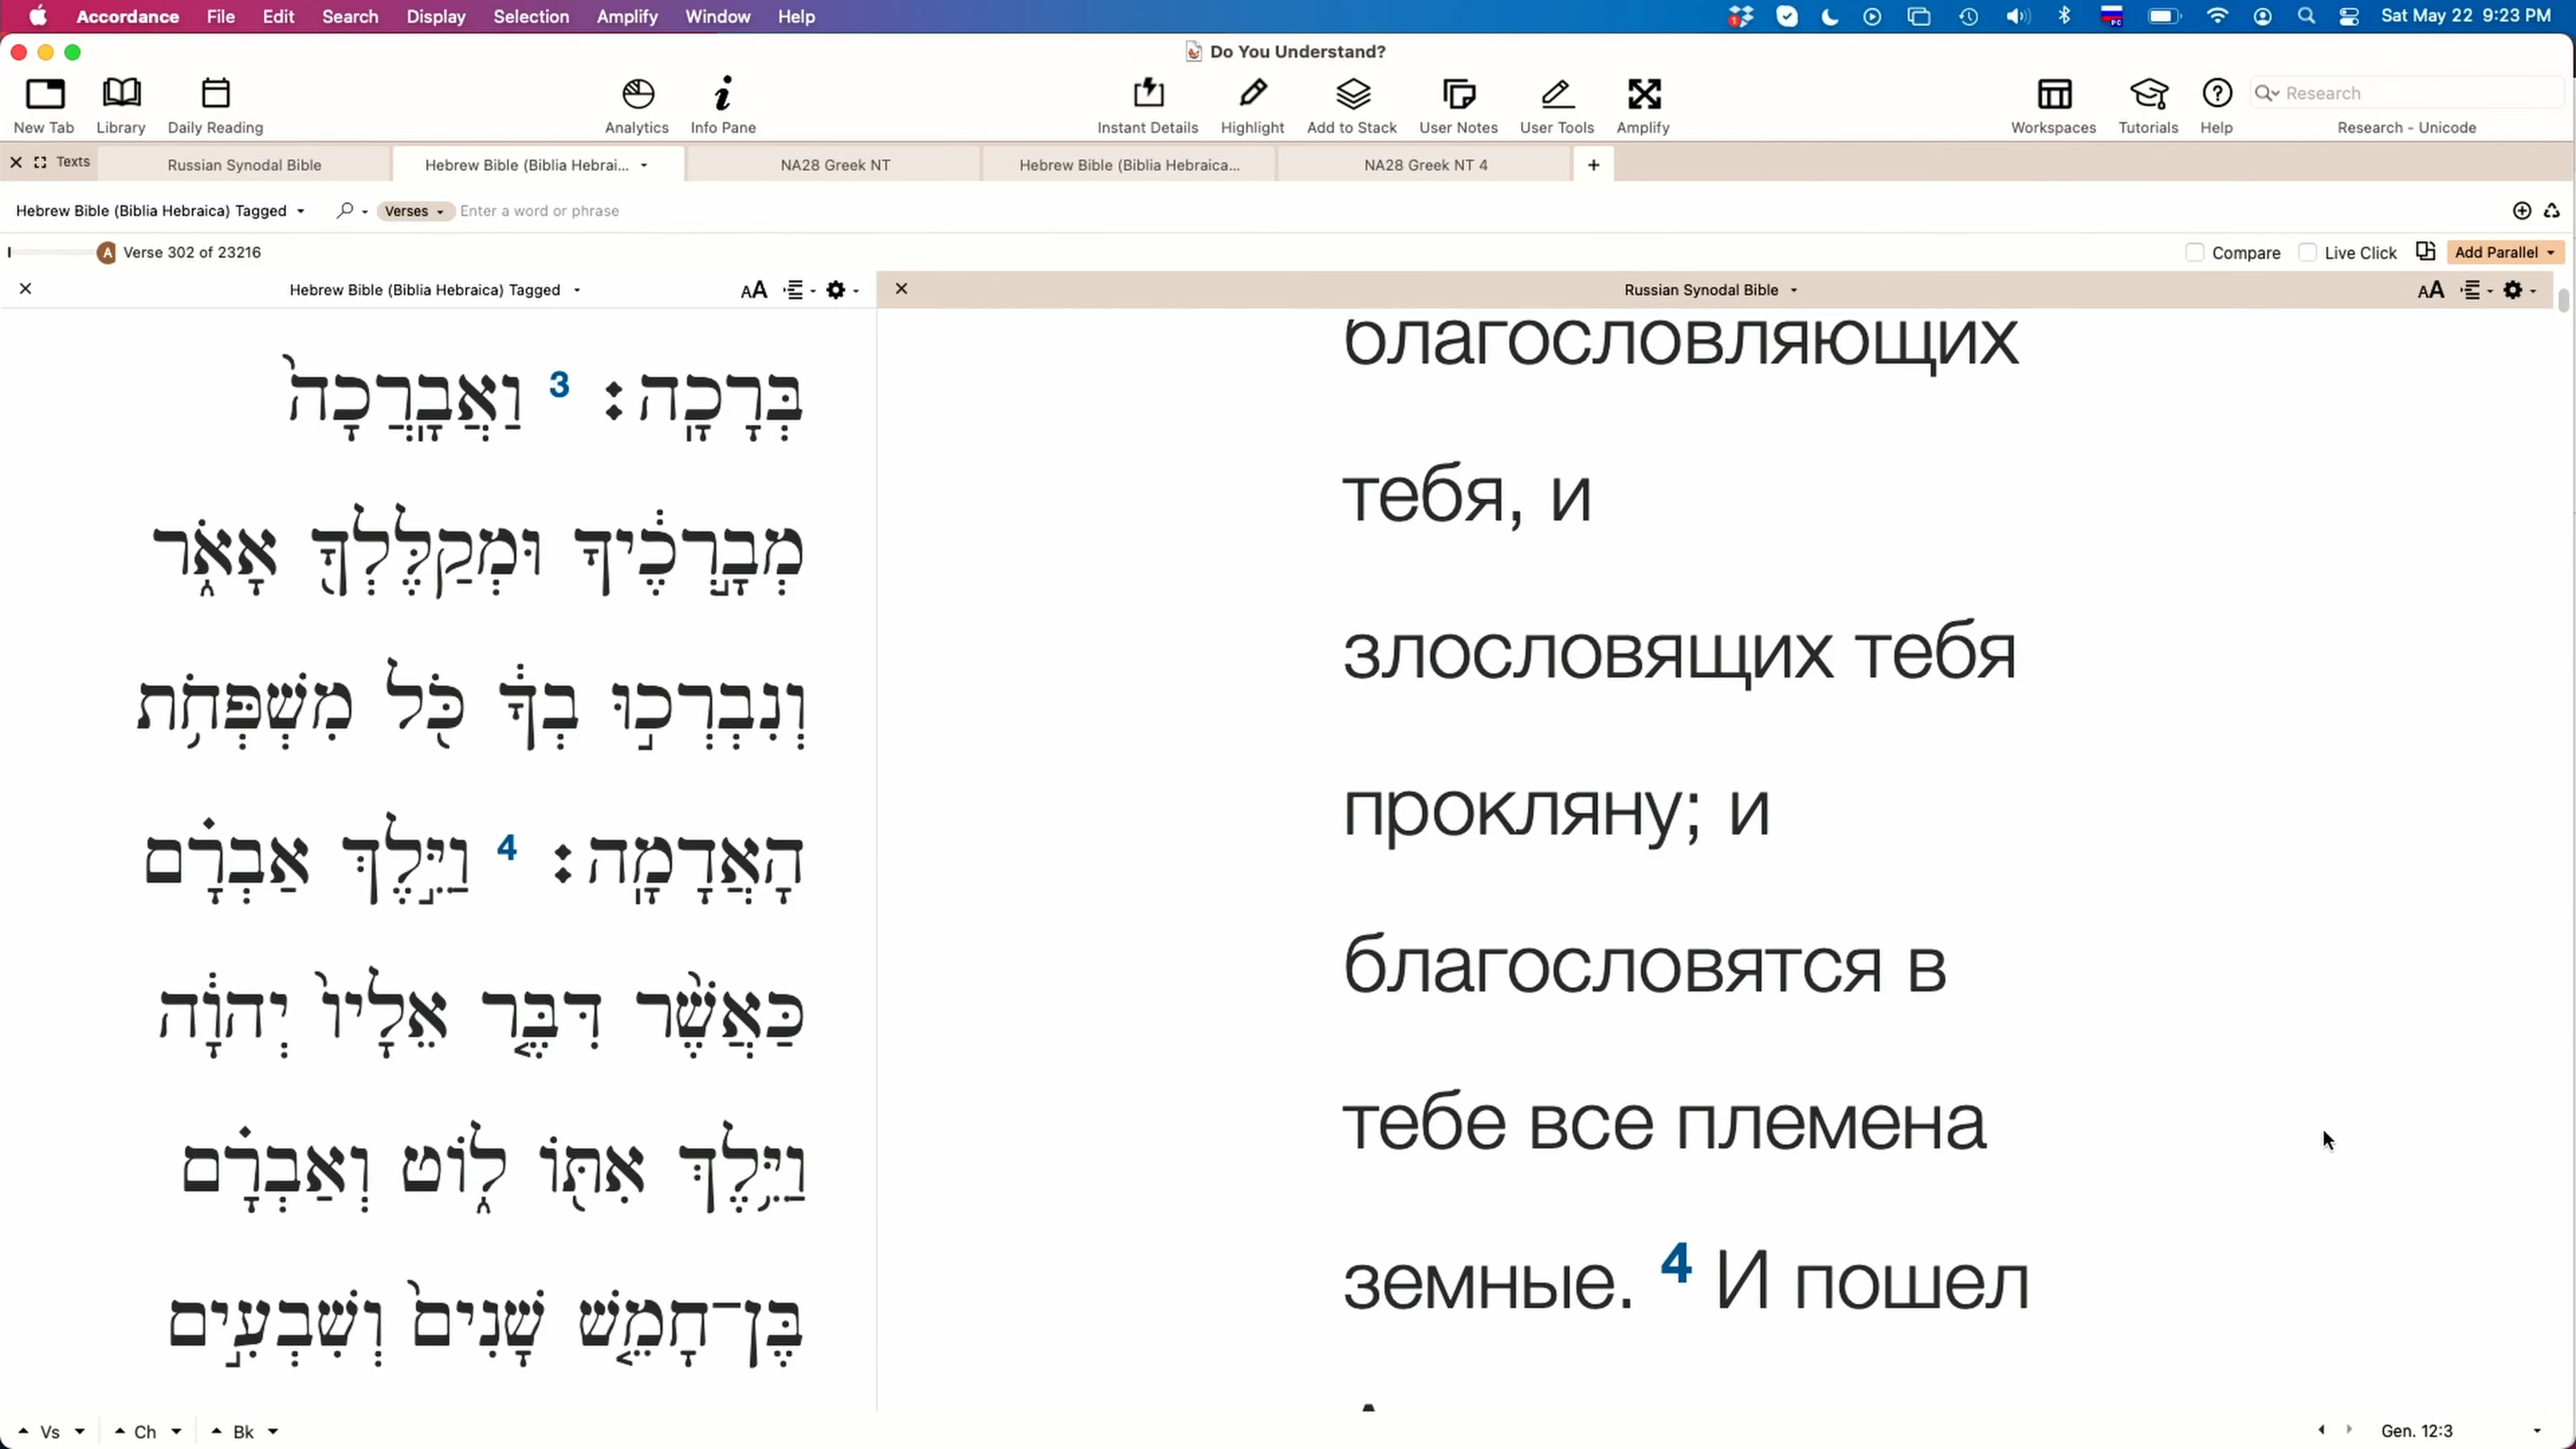 Accordance File Edit Search Display Selection Amplify Window Help
Sat May 22 9:23 PM
Do You Understand?
New Tab Library Daily Reading Analytics Info Pane Instant Details Highlight Add to Stack User Notes User Tools Amplify Workspaces Tutorials Help Research
Research - Unicode
Texts Russian Synodal Bible Hebrew Bible (Biblia Hebrai... NA28 Greek NT Hebrew Bible (Biblia Hebraica... NA28 Greek NT 4 +
Hebrew Bible (Biblia Hebraica) Tagged Verses Enter a word or phrase
A Verse 302 of 23216 Compare Live Click Add Parallel
Hebrew Bible (Biblia Hebraica) Tagged
בְּרָכָֽה׃ 3 וַאֲבָֽרֲכָה֙
מְבָ֣רְכֶ֔יךָ וּמְקַלֶּלְךָ֖ אָאֹ֑ר
וְנִבְרְכ֣וּ בְךָ֔ כֹּ֖ל מִשְׁפְּחֹ֥ת
הָאֲדָמָֽה׃ 4 וַיֵּ֣לֶךְ אַבְרָ֗ם
כַּאֲשֶׁ֨ר דִּבֶּ֤ר אֵלָיו֙ יְהוָ֔ה
וַיֵּ֥לֶךְ אִתּ֖וֹ ל֑וֹט וְאַבְרָ֗ם
בֶּן־חָמֵ֤שׁ שָׁנִים֙ וְשִׁבְעִ֣ים
Russian Synodal Bible
благословляющих
тебя, и
злословящих тебя
прокляну; и
благословятся в
тебе все племена
земные. 4 И пошел
Vs Ch Bk Gen. 12:3